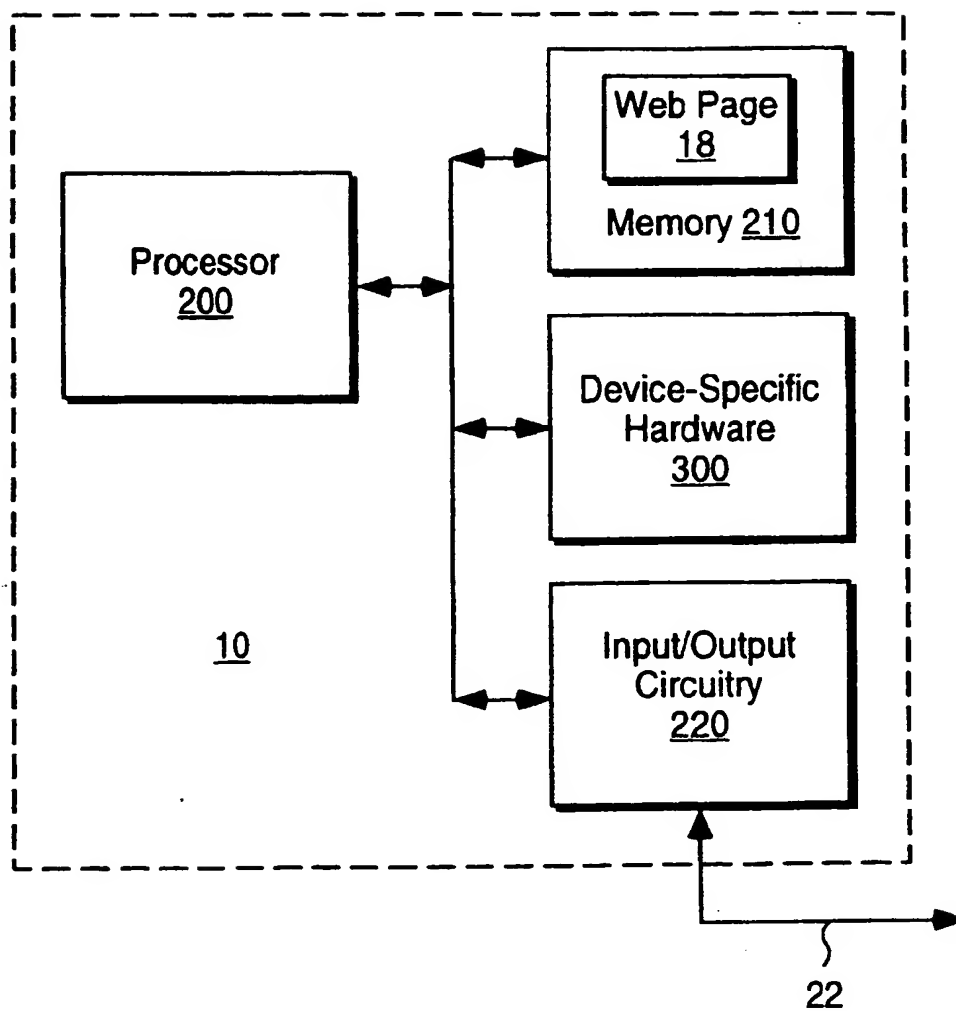 Web Page
18
Memory 210
Processor
200
Device-Specific
Hardware
300
10
Input/Output
Circuitry
220
22